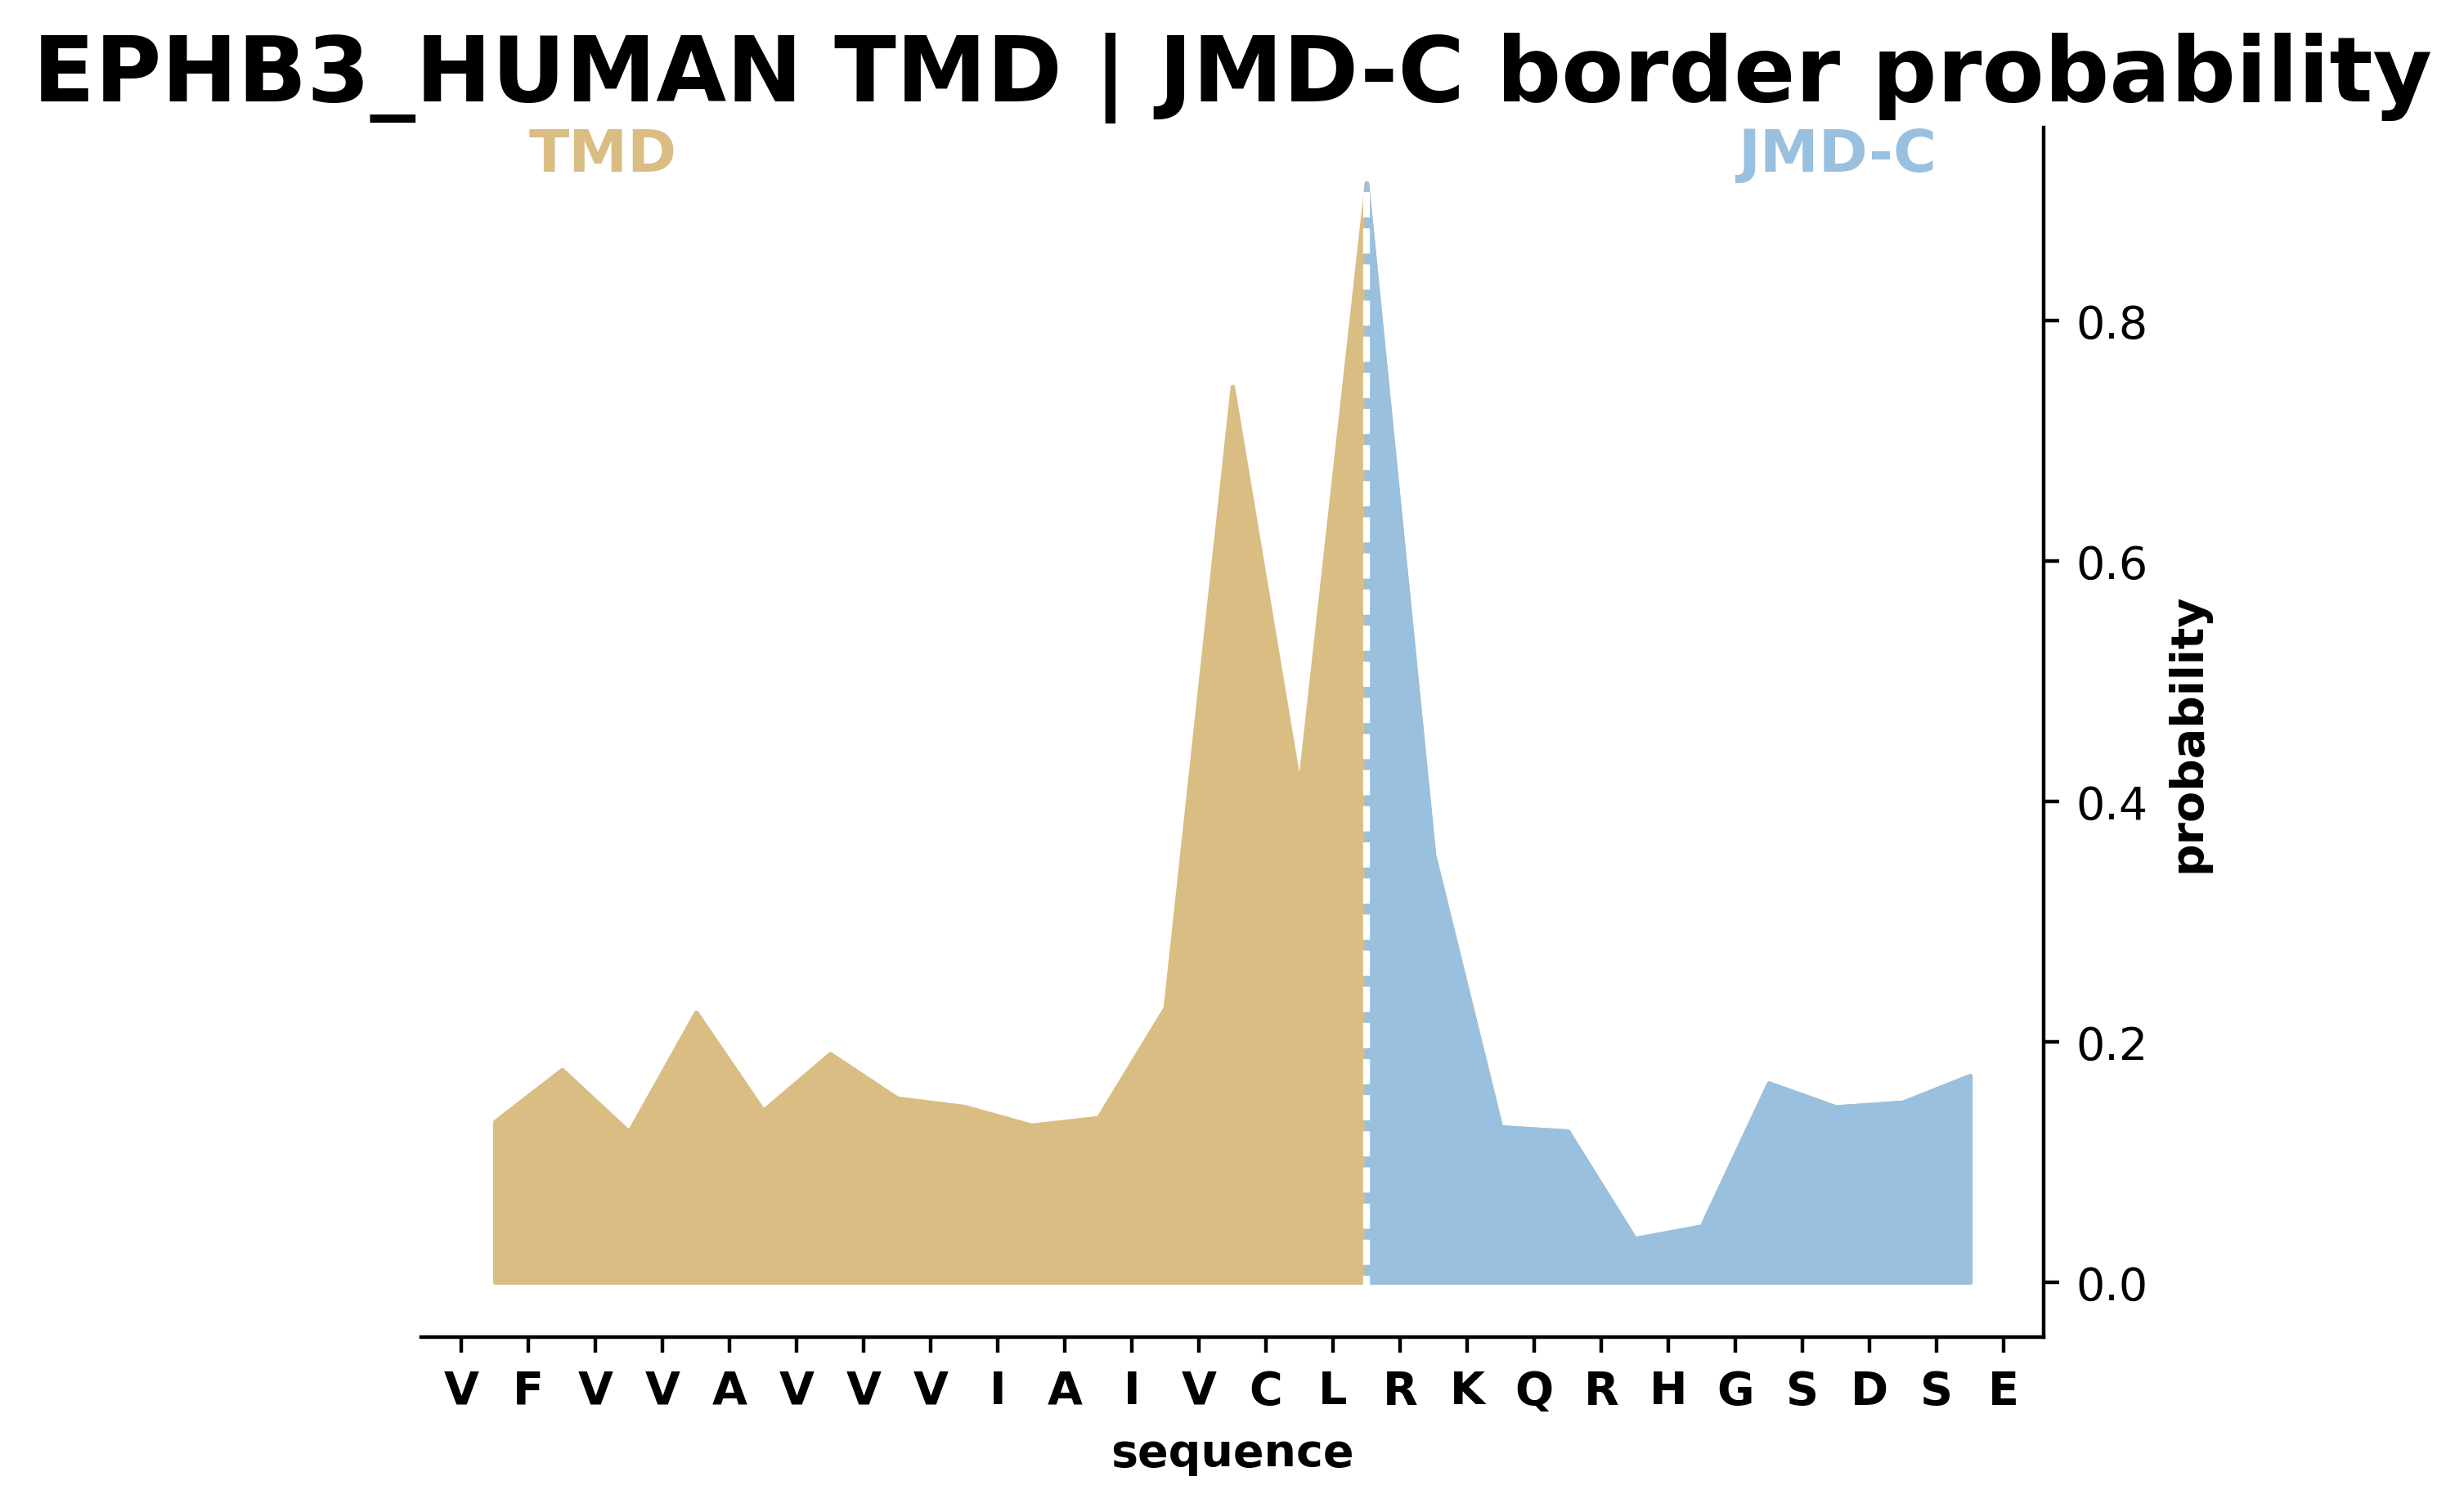 EPHB3_HUMAN TMD | JMD-C border probability
TMD JMD-C
0.8
0.6
0.4
0.2
0.0
probability
V F V V A V V V I A I V C L R K Q R H G S D S E
sequence